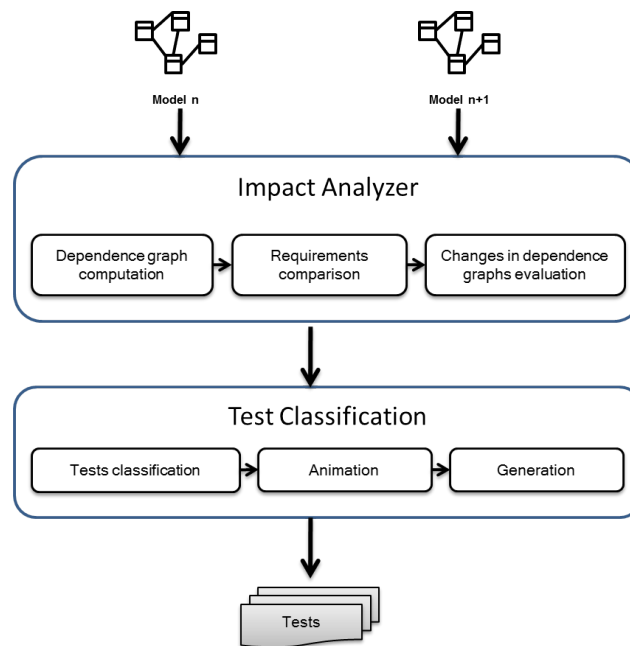 Model n
Model n+1
Impact Analyzer
Dependence graph
computation
Requirements
comparison
Changes in dependence
graphs evaluation
Test Classification
Tests classification
Animation
Generation
Tests